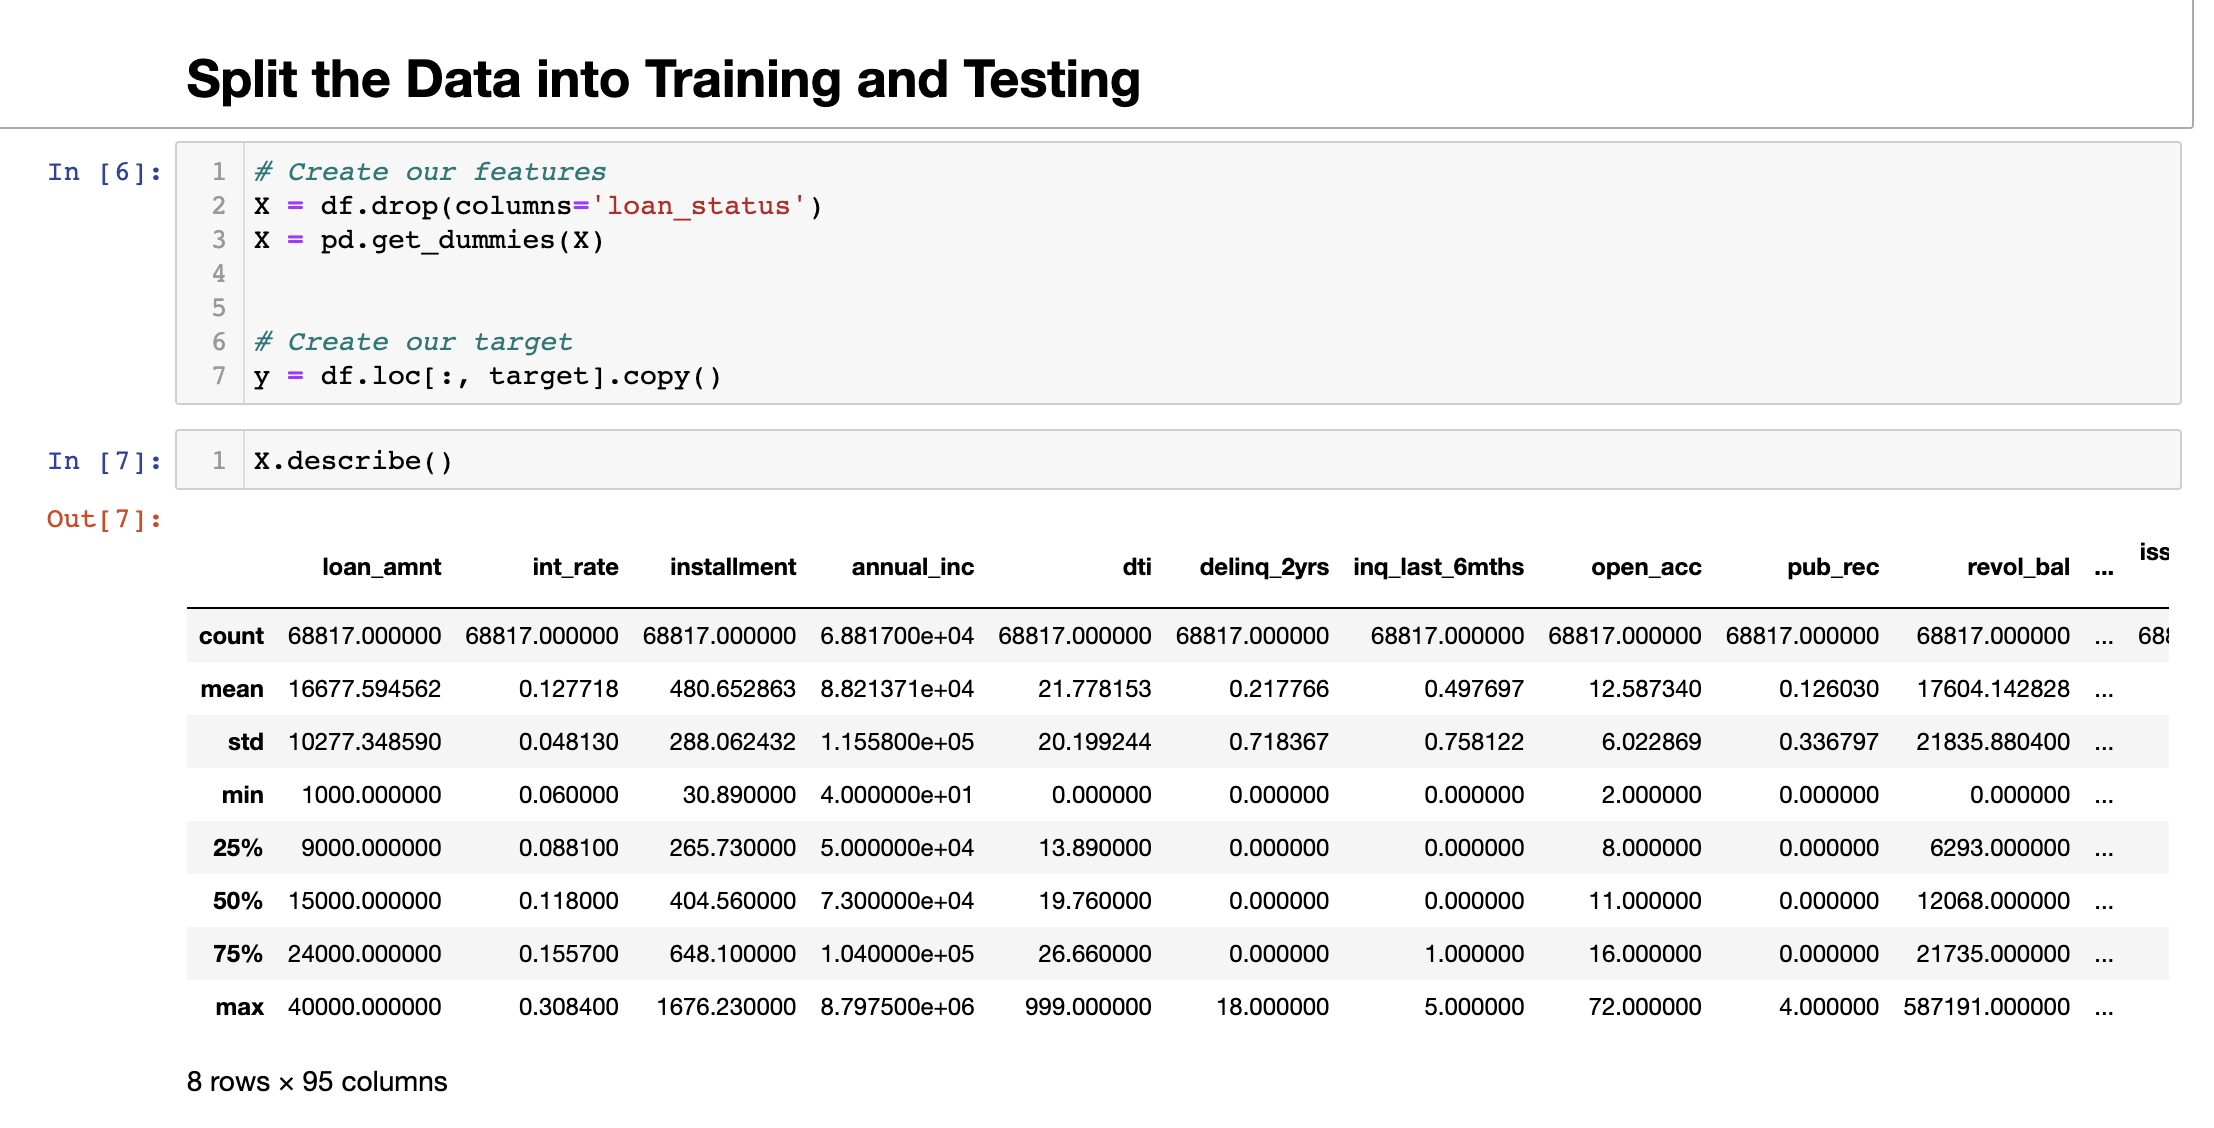 Split the Data into Training and Testing
In [6]:
1 # Create our features
2 X = df.drop(columns='loan_status')
3 X = pd.get_dummies(X)
4
5
6 # Create our target
7 y = df.loc[:, target].copy()
In [7]:
1 X.describe()
Out[7]:
loan_amnt int_rate installment annual_inc dti delinq_2yrs inq_last_6mths open_acc pub_rec revol_bal ... iss
count 68817.000000 68817.000000 68817.000000 6.881700e+04 68817.000000 68817.000000 68817.000000 68817.000000 68817.000000 68817.000000 ... 688
mean 16677.594562 0.127718 480.652863 8.821371e+04 21.778153 0.217766 0.497697 12.587340 0.126030 17604.142828 ...
std 10277.348590 0.048130 288.062432 1.155800e+05 20.199244 0.718367 0.758122 6.022869 0.336797 21835.880400 ...
min 1000.000000 0.060000 30.890000 4.000000e+01 0.000000 0.000000 0.000000 2.000000 0.000000 0.000000 ...
25% 9000.000000 0.088100 265.730000 5.000000e+04 13.890000 0.000000 0.000000 8.000000 0.000000 6293.000000 ...
50% 15000.000000 0.118000 404.560000 7.300000e+04 19.760000 0.000000 0.000000 11.000000 0.000000 12068.000000 ...
75% 24000.000000 0.155700 648.100000 1.040000e+05 26.660000 0.000000 1.000000 16.000000 0.000000 21735.000000 ...
max 40000.000000 0.308400 1676.230000 8.797500e+06 999.000000 18.000000 5.000000 72.000000 4.000000 587191.000000 ...
8 rows × 95 columns